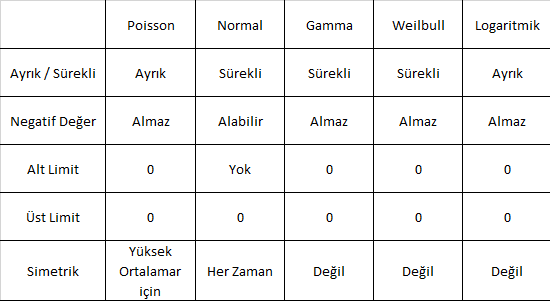 Poisson Normal Gamma Weilbull Logaritmik
Ayrık / Sürekli Ayrık Sürekli Sürekli Sürekli Ayrık
Negatif Değer Almaz Alabilir Almaz Almaz Almaz
Alt Limit 0 Yok 0 0 0
Üst Limit 0 0 0 0 0
Simetrik Yüksek Ortalamar için Her Zaman Değil Değil Değil